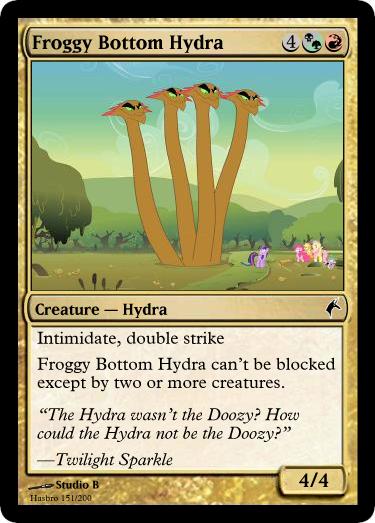 Froggy Bottom Hydra 4
Creature — Hydra
Intimidate, double strike
Froggy Bottom Hydra can't be blocked
except by two or more creatures.
“The Hydra wasn't the Doozy? How
could the Hydra not be the Doozy?”
—Twilight Sparkle
Studio B
Hasbro 151/200
4/4